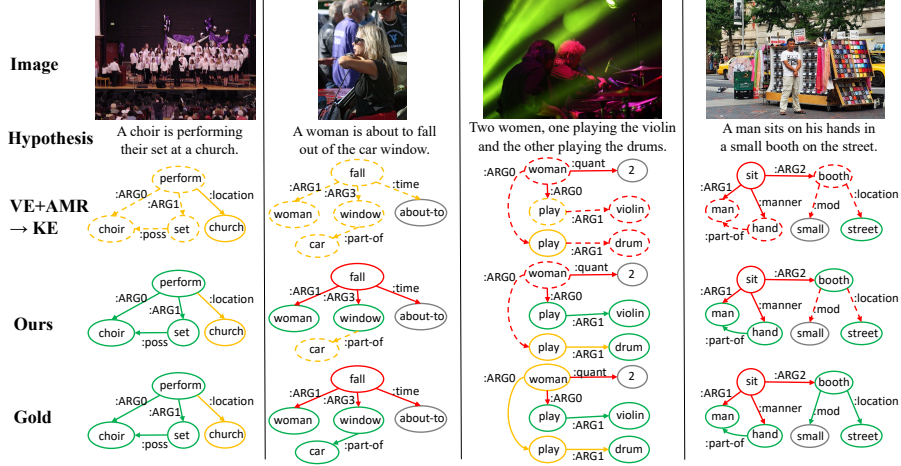 Image
Hypothesis
A choir is performing
their set at a church.
A woman is about to fall
out of the car window.
Two women, one playing the violin
and the other playing the drums.
A man sits on his hands in
a small booth on the street.
VE+AMR
→ KE
perform
:ARG0
:ARG1
:location
choir
:poss
set
church
fall
:ARG1
:ARG3
:time
woman
window
about-to
:part-of
car
woman
:quant
2
:ARG0
:ARG0
play
:ARG1
violin
play
:ARG1
drum
sit
:ARG2
booth
:ARG1
:manner
:mod
:location
man
:part-of
hand
small
street
Ours
perform
:ARG0
:ARG1
:location
choir
:poss
set
church
fall
:ARG1
:ARG3
:time
woman
window
about-to
:part-of
car
woman
:quant
2
:ARG0
:ARG0
play
:ARG1
violin
play
:ARG1
drum
sit
:ARG2
booth
:ARG1
:manner
:mod
:location
man
:part-of
hand
small
street
Gold
perform
:ARG0
:ARG1
:location
choir
:poss
set
church
fall
:ARG1
:ARG3
:time
woman
window
about-to
:part-of
car
woman
:quant
2
:ARG0
:ARG0
play
:ARG1
violin
play
:ARG1
drum
sit
:ARG2
booth
:ARG1
:manner
:mod
:location
man
:part-of
hand
small
street